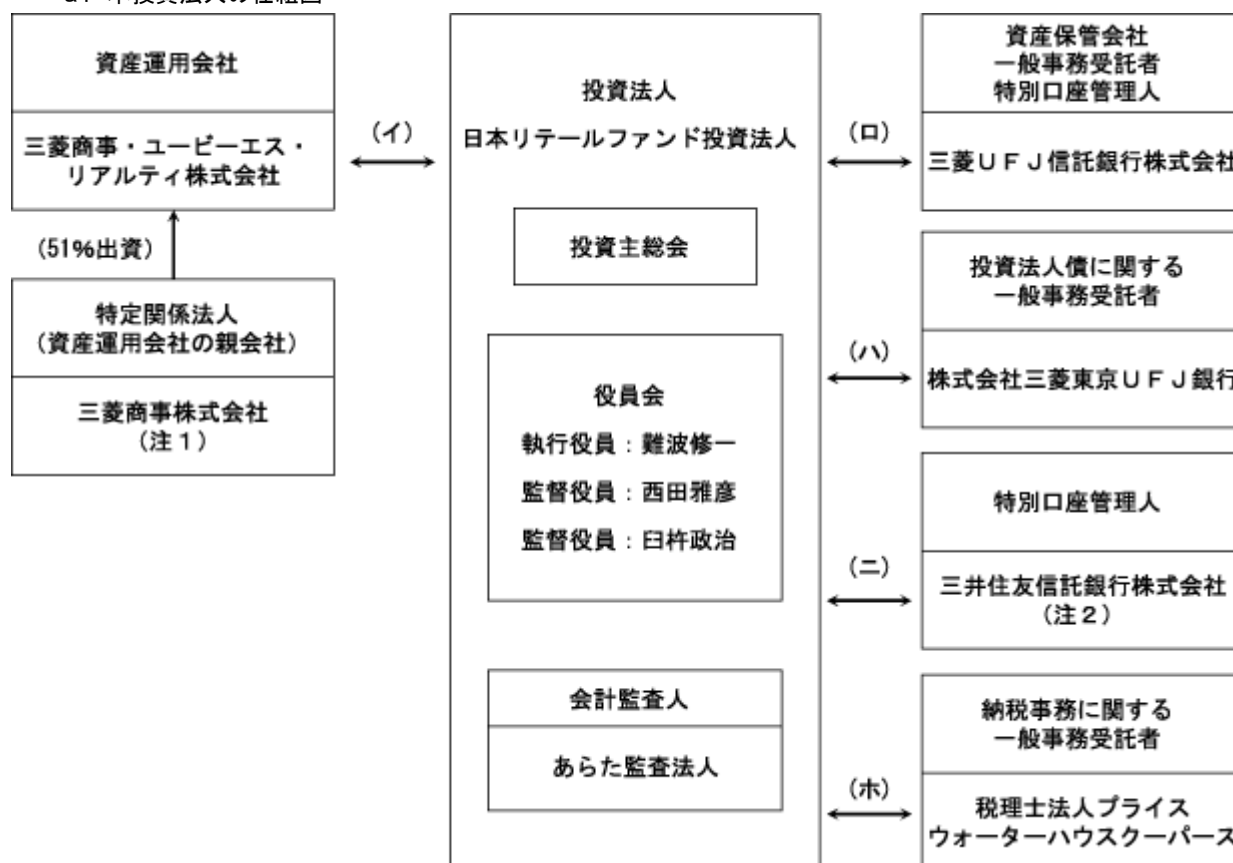 資産運用会社
三菱商事・ユービーエス・
リアルティ株式会社
(51%出資)
特定関係法人
(資産運用会社の親会社)
三菱商事株式会社
(注1)
(イ)
投資法人
日本リテールファンド投資法人
投資主総会
役員会
執行役員:難波修一
監督役員:西田雅彦
監督役員:臼杵政治
会計監査人
あらた監査法人
(ロ)
資産保管会社
一般事務受託者
特別口座管理人
三菱UFJ信託銀行株式会社
(ハ)
投資法人債に関する
一般事務受託者
株式会社三菱東京UFJ銀行
(ニ)
特別口座管理人
三井住友信託銀行株式会社
(注2)
(ホ)
納税事務に関する
一般事務受託者
税理士法人プライス
ウォーターハウスクーパース